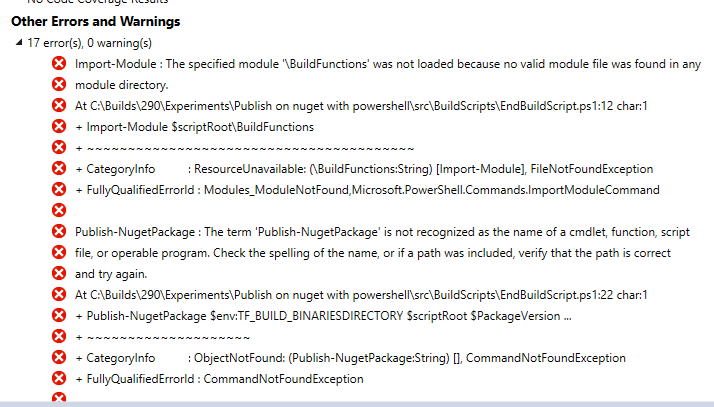 No Code Coverage Results
Other Errors and Warnings
17 error(s), 0 warning(s)
Import-Module : The specified module '\BuildFunctions' was not loaded because no valid module file was found in any
module directory.
At C:\Builds\290\Experiments\Publish on nuget with powershell\src\BuildScripts\EndBuildScript.ps1:12 char:1
+ Import-Module $scriptRoot\BuildFunctions
+ ~~~~~~~~~~~~~~~~~~~~~~~~~~~~~~~~~~~~~~~~
+ CategoryInfo : ResourceUnavailable: (\BuildFunctions:String) [Import-Module], FileNotFoundException
+ FullyQualifiedErrorId : Modules_ModuleNotFound,Microsoft.PowerShell.Commands.ImportModuleCommand
Publish-NugetPackage : The term 'Publish-NugetPackage' is not recognized as the name of a cmdlet, function, script
file, or operable program. Check the spelling of the name, or if a path was included, verify that the path is correct
and try again.
At C:\Builds\290\Experiments\Publish on nuget with powershell\src\BuildScripts\EndBuildScript.ps1:22 char:1
+ Publish-NugetPackage $env:TF_BUILD_BINARIESDIRECTORY $scriptRoot $PackageVersion ...
+ ~~~~~~~~~~~~~~~~~~~~
+ CategoryInfo : ObjectNotFound: (Publish-NugetPackage:String) [], CommandNotFoundException
+ FullyQualifiedErrorId : CommandNotFoundException